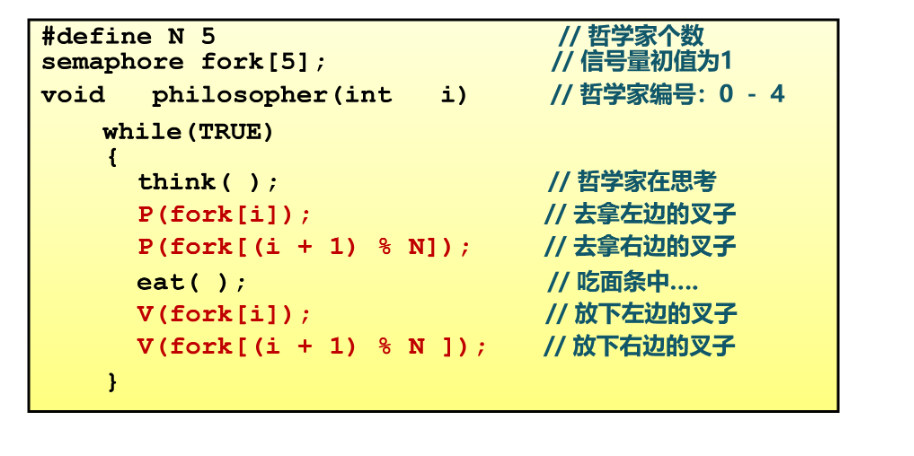 #define N 5 // 哲学家个数
semaphore fork[5]; // 信号量初值为1
void philosopher(int i) // 哲学家编号：0 - 4
while(TRUE)
{
think( ); // 哲学家在思考
P(fork[i]); // 去拿左边的叉子
P(fork[(i + 1) % N]); // 去拿右边的叉子
eat( ); // 吃面条中....
V(fork[i]); // 放下左边的叉子
V(fork[(i + 1) % N ]); // 放下右边的叉子
}